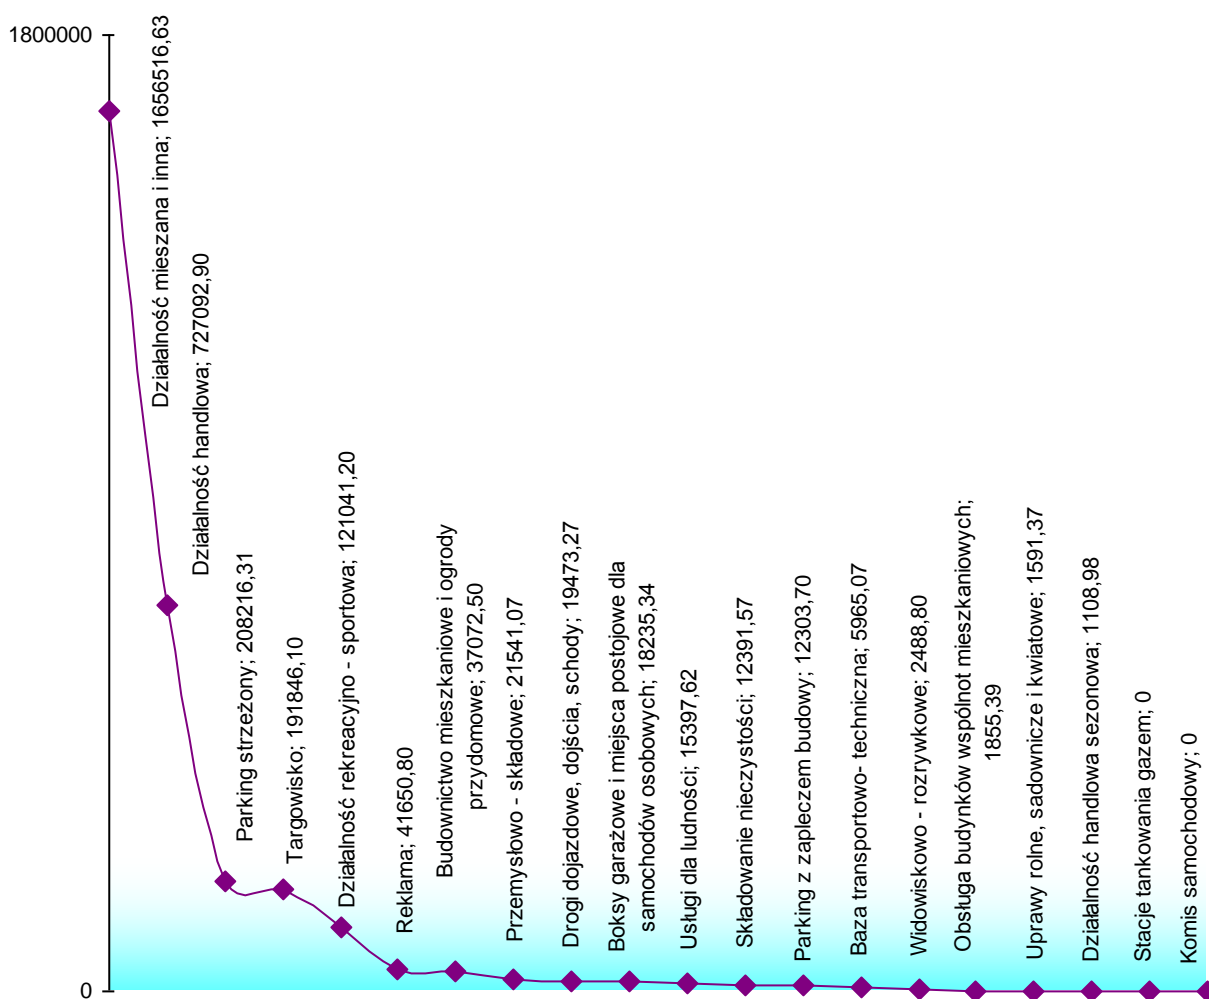 1800000
Działalność mieszana i inna; 1656516,63
Działalność handlowa; 727092,90
Parking strzeżony; 208216,31
Targowisko; 191846,10
Działalność rekreacyjno - sportowa; 121041,20
Reklama; 41650,80
Budownictwo mieszkaniowe i ogrody
przydomowe; 37072,50
Przemysłowo - składowe; 21541,07
Drogi dojazdowe, dojścia, schody; 19473,27
Boksy garażowe i miejsca postojowe dla
samochodów osobowych; 18235,34
Usługi dla ludności; 15397,62
Składowanie nieczystości; 12391,57
Parking z zapleczem budowy; 12303,70
Baza transportowo- techniczna; 5965,07
Widowiskowo - rozrywkowe; 2488,80
Obsługa budynków wspólnot mieszkaniowych;
1855,39
Uprawy rolne, sadownicze i kwiatowe; 1591,37
Działalność handlowa sezonowa; 1108,98
Stacje tankowania gazem; 0
Komis samochodowy; 0
0